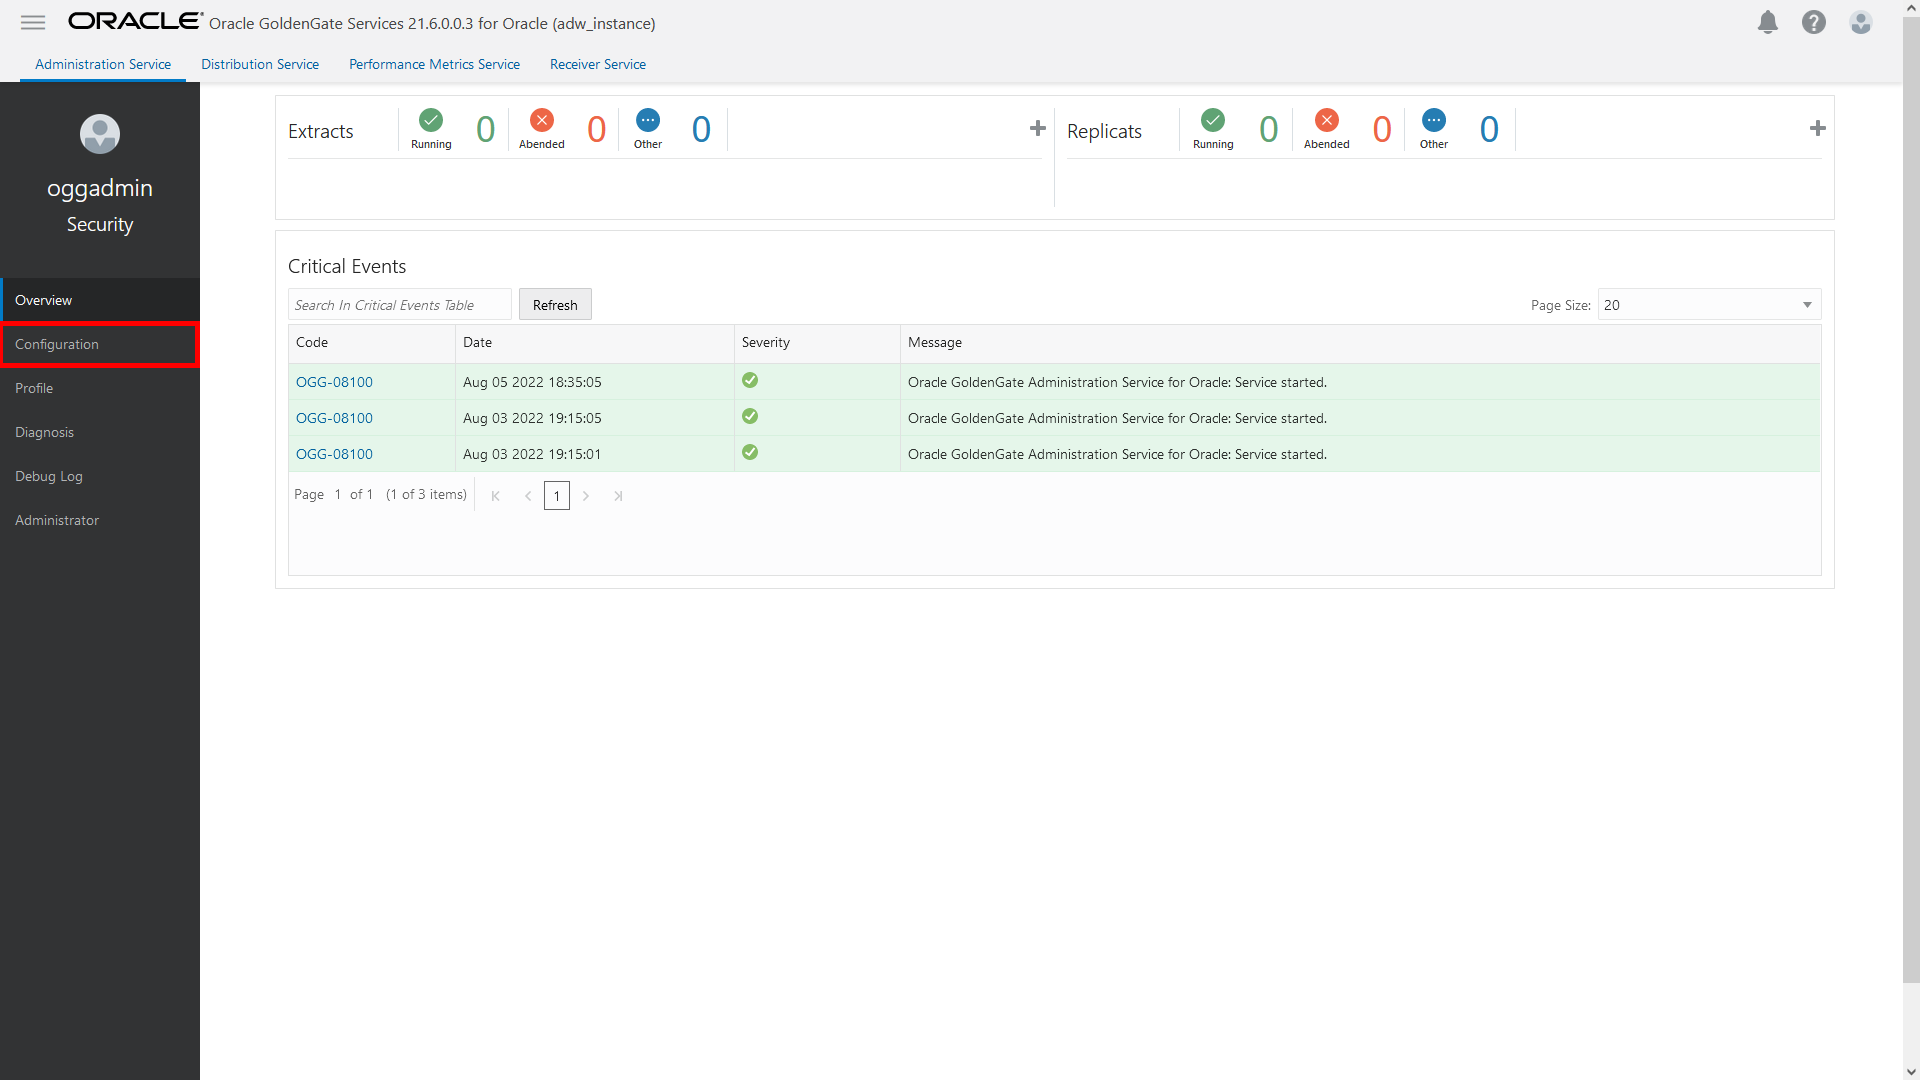 ORACLE® Oracle GoldenGate Services 21.6.0.0.3 for Oracle (adw_instance)
Administration Service Distribution Service Performance Metrics Service Receiver Service
oggadmin
Security
Overview
Configuration
Profile
Diagnosis
Debug Log
Administrator
Extracts Running 0 Abended 0 Other 0
Replicats Running 0 Abended 0 Other 0
Critical Events
Search In Critical Events Table Refresh Page Size: 20
Code Date Severity Message
OGG-08100 Aug 05 2022 18:35:05 Oracle GoldenGate Administration Service for Oracle: Service started.
OGG-08100 Aug 03 2022 19:15:05 Oracle GoldenGate Administration Service for Oracle: Service started.
OGG-08100 Aug 03 2022 19:15:01 Oracle GoldenGate Administration Service for Oracle: Service started.
Page 1 of 1 (1 of 3 items) 1